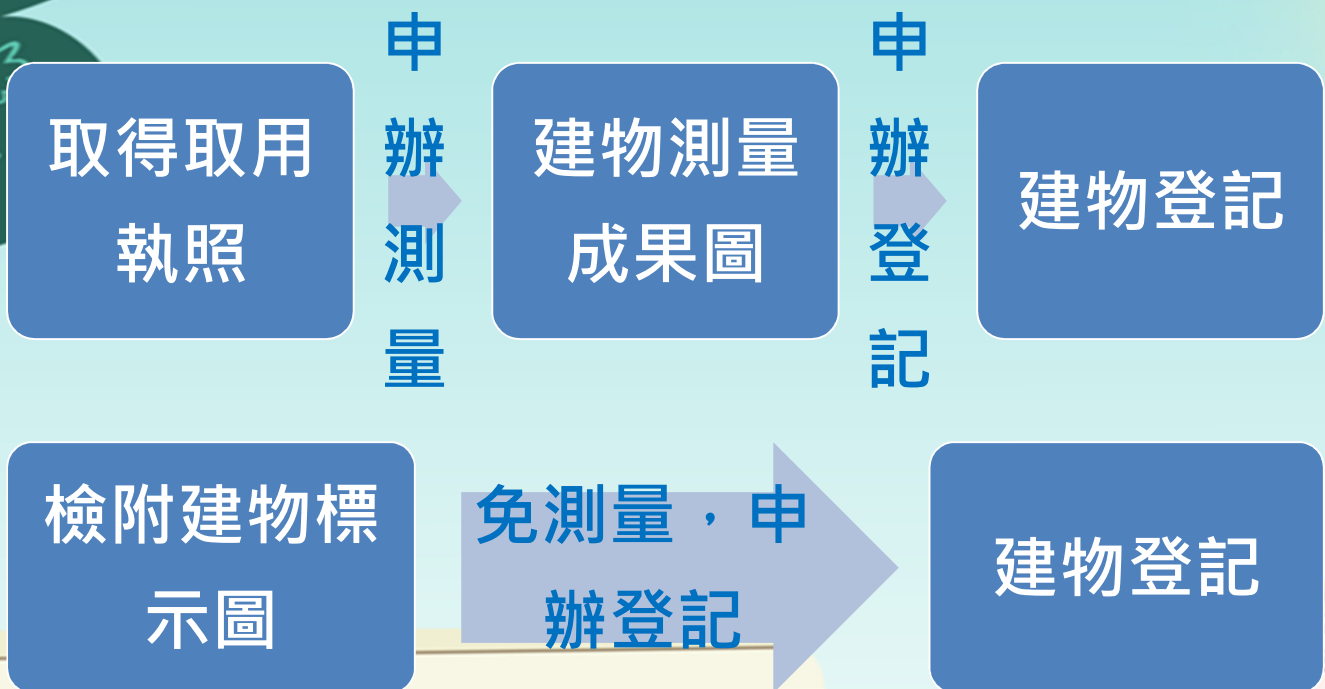 取得取用
執照
申
辦
測
量
建物測量
成果圖
申
辦
登
記
建物登記
檢附建物標
示圖
免測量，申
辦登記
建物登記